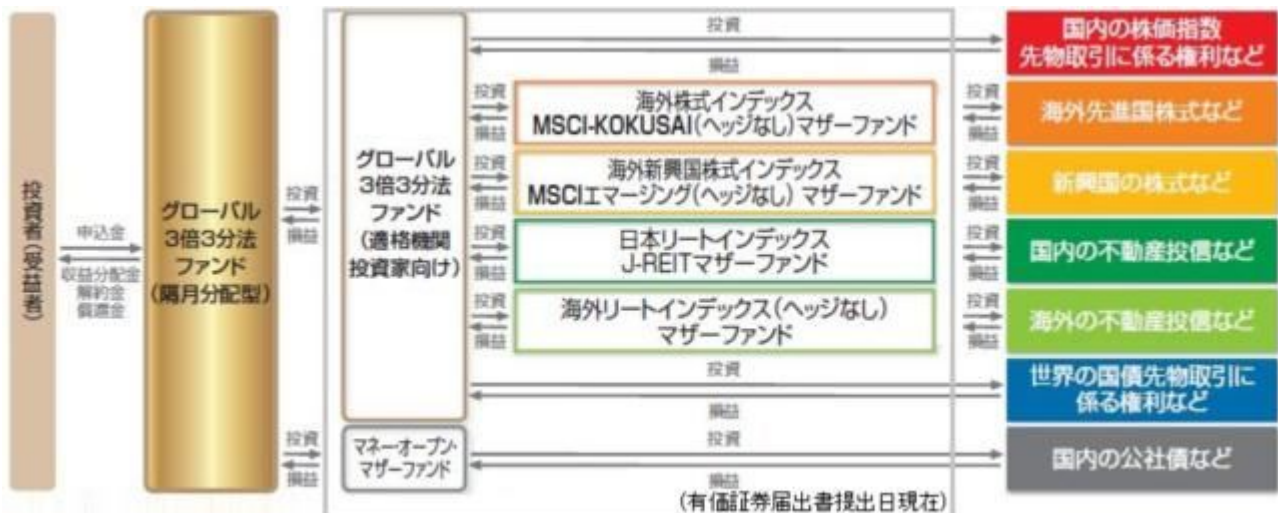 投資者(受益者)
申込金
収益分配金
解約金
償還金
グローバル
3倍3分法
ファンド
(隔月分配型)
投資
損益
投資
損益
グローバル
3倍3分法
ファンド
(適格機関
投資家向け)
マネー・オープン・
マザーファンド
投資
損益
投資
損益
海外株式インデックス
MSCI-KOKUSAI(ヘッジなし)マザーファンド
投資
損益
投資
損益
海外新興国株式インデックス
MSCIエマージング(ヘッジなし)マザーファンド
投資
損益
投資
損益
日本リートインデックス
J-REITマザーファンド
投資
損益
投資
損益
海外リートインデックス(ヘッジなし)
マザーファンド
投資
損益
投資
損益
投資
損益
国内の株価指数
先物取引に係る権利など
海外先進国株式など
新興国の株式など
国内の不動産投信など
海外の不動産投信など
世界の国債先物取引に
係る権利など
国内の公社債など
(有価証券届出書提出日現在)